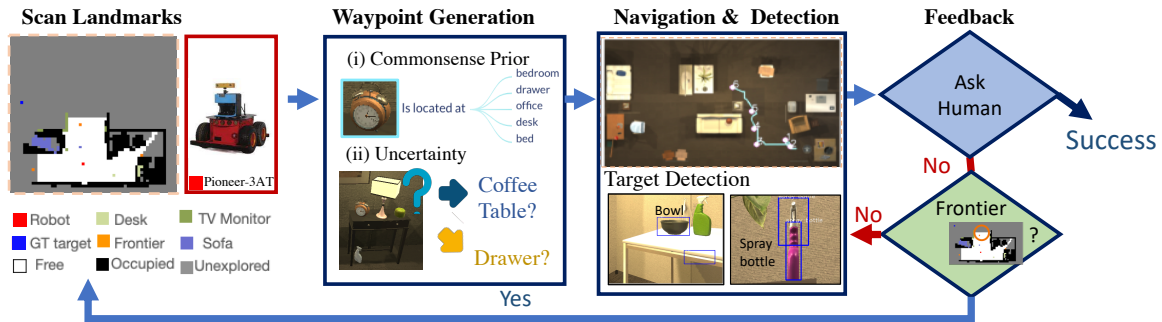 Scan Landmarks
Pioneer-3AT
Robot
Desk
TV Monitor
GT target
Frontier
Sofa
Free
Occupied
Unexplored
Waypoint Generation
(i) Commonsense Prior
Is located at
bedroom
drawer
office
desk
bed
(ii) Uncertainty
?
Coffee
Table?
Drawer?
Navigation & Detection
Target Detection
Bowl
Spray
bottle
Feedback
Ask
Human
Success
No
Frontier
?
No
Yes